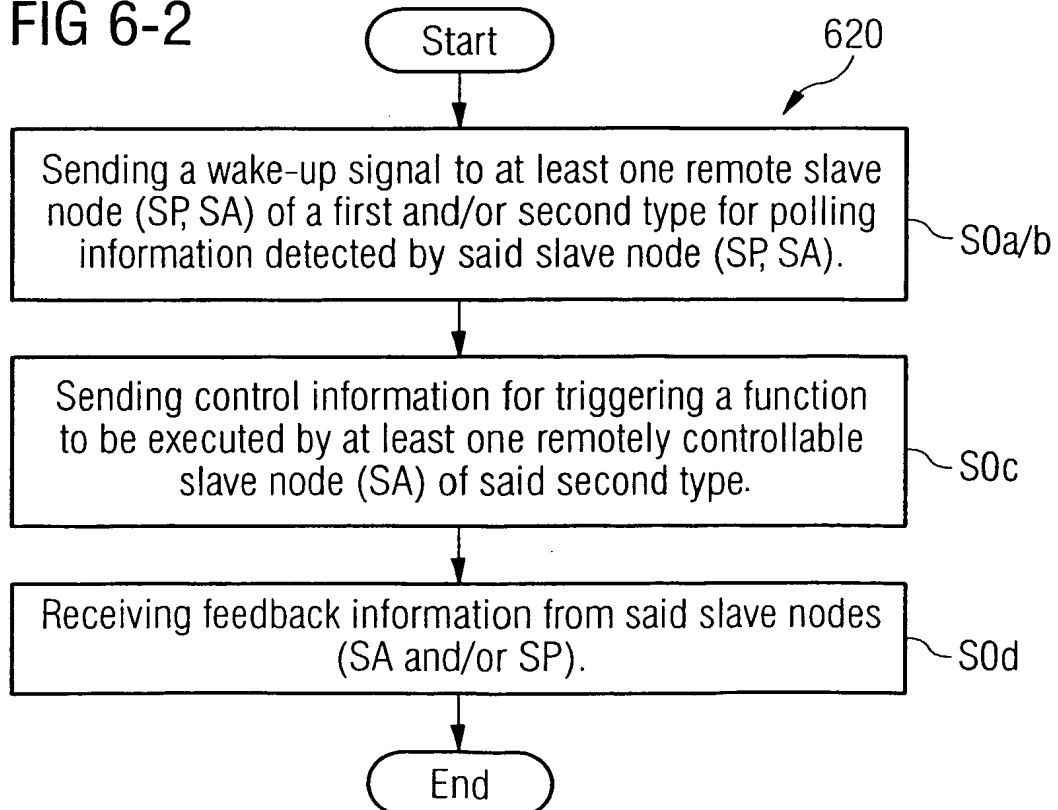 FIG 6-2
Start
620
Sending a wake-up signal to at least one remote slave
node (SP, SA) of a first and/or second type for polling
information detected by said slave node (SP, SA).
S0a/b
Sending control information for triggering a function
to be executed by at least one remotely controllable
slave node (SA) of said second type.
S0c
Receiving feedback information from said slave nodes
(SA and/or SP).
S0d
End